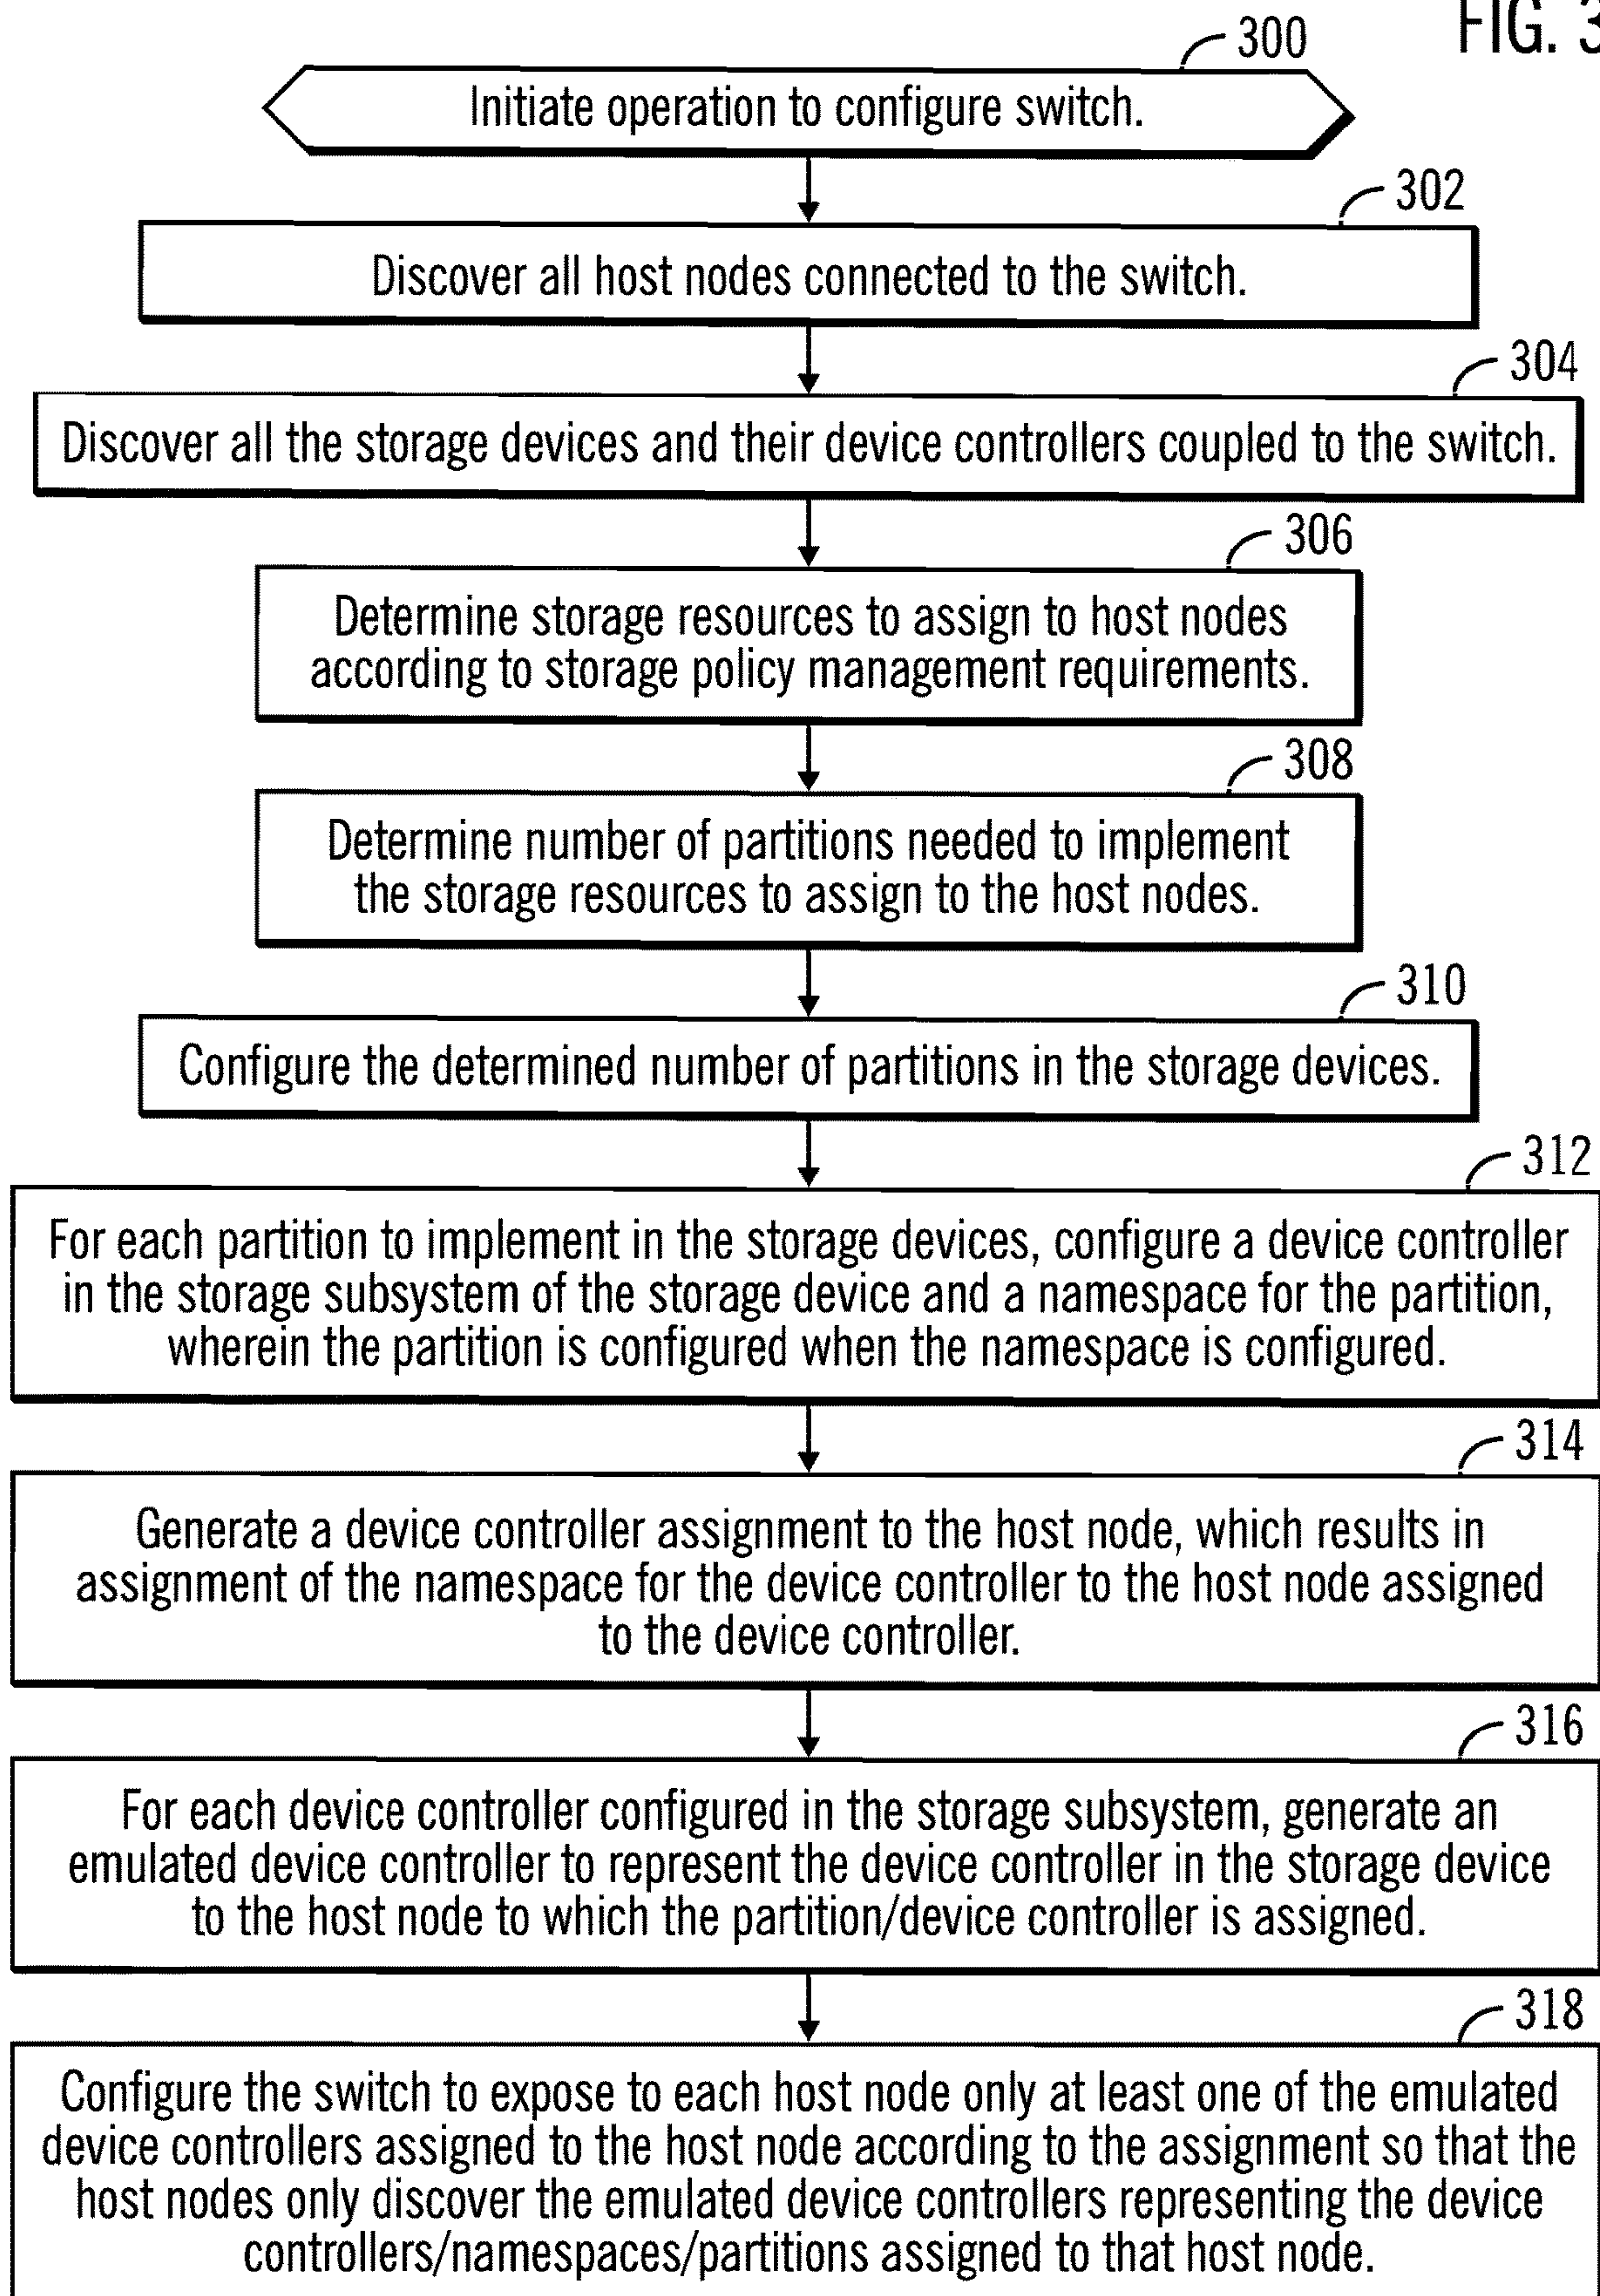 FIG. 3
300
Initiate operation to configure switch.
302
Discover all host nodes connected to the switch.
304
Discover all the storage devices and their device controllers coupled to the switch.
306
Determine storage resources to assign to host nodes
according to storage policy management requirements.
308
Determine number of partitions needed to implement
the storage resources to assign to the host nodes.
310
Configure the determined number of partitions in the storage devices.
312
For each partition to implement in the storage devices, configure a device controller
in the storage subsystem of the storage device and a namespace for the partition,
wherein the partition is configured when the namespace is configured.
314
Generate a device controller assignment to the host node, which results in
assignment of the namespace for the device controller to the host node assigned
to the device controller.
316
For each device controller configured in the storage subsystem, generate an
emulated device controller to represent the device controller in the storage device
to the host node to which the partition/device controller is assigned.
318
Configure the switch to expose to each host node only at least one of the emulated
device controllers assigned to the host node according to the assignment so that the
host nodes only discover the emulated device controllers representing the device
controllers/namespaces/partitions assigned to that host node.